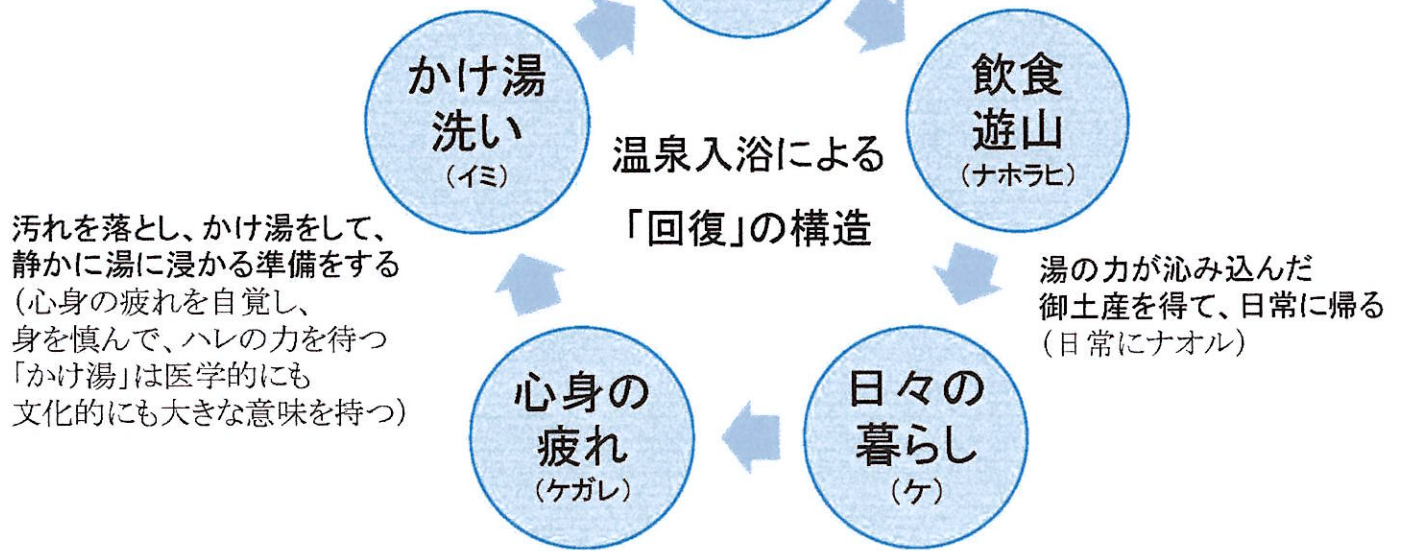 かけ湯
洗い
（イミ）
飲食
遊山
（ナホラヒ）
温泉入浴による
「回復」の構造
汚れを落とし、かけ湯をして、
静かに湯に浸かる準備をする
（心身の疲れを自覚し、
身を慎んで、ハレの力を待つ
「かけ湯」は医学的にも
文化的にも大きな意味を持つ）
湯の力が沁み込んだ
御土産を得て、日常に帰る
（日常にナオル）
心身の
疲れ
（ケガレ）
日々の
暮らし
（ケ）